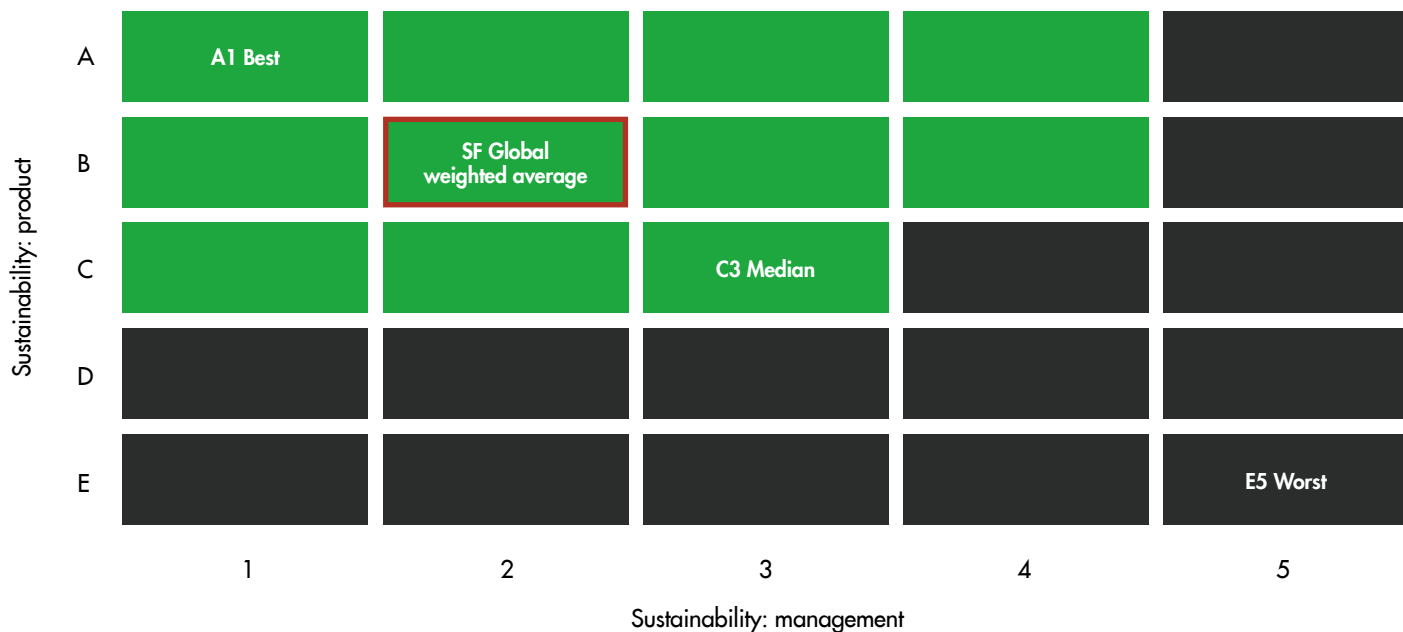 A
A1 Best
Sustainability: product
B
SF Global
weighted average
C
C3 Median
D
E
E5 Worst
1
2
3
4
5
Sustainability: management